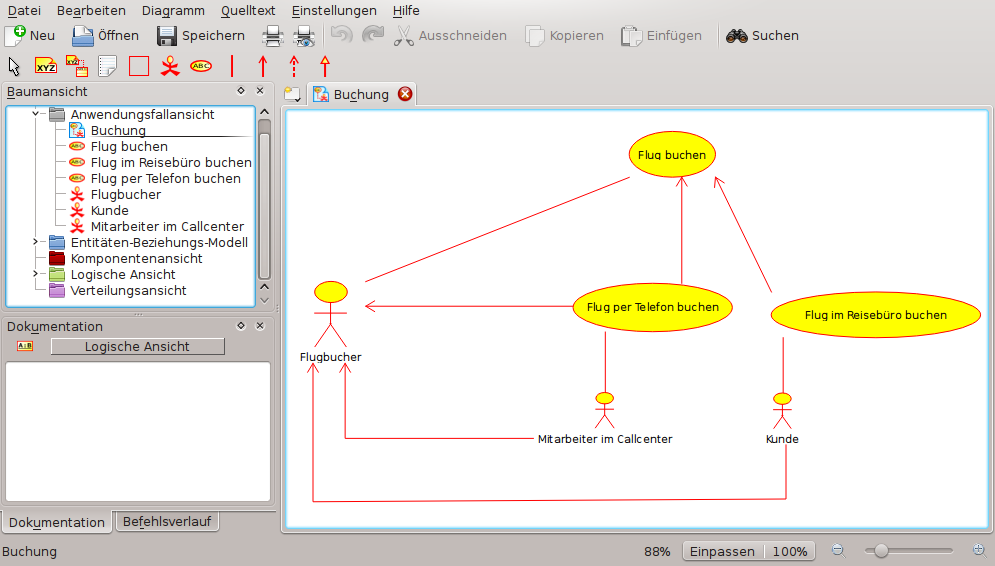 Datei Bearbeiten Diagramm Quelltext Einstellungen Hilfe
Neu Öffnen Speichern Ausschneiden Kopieren Einfügen Suchen
XYZ XYZ ABC
Baumansicht
Buchung
Anwendungsfallansicht
Buchung
Flug buchen
Flug im Reisebüro buchen
Flug per Telefon buchen
Flugbucher
Kunde
Mitarbeiter im Callcenter
Entitäten-Beziehungs-Modell
Komponentenansicht
Logische Ansicht
Verteilungsansicht
Dokumentation
Logische Ansicht
Dokumentation Befehlsverlauf
Flug buchen
Flug per Telefon buchen
Flug im Reisebüro buchen
Flugbucher
Mitarbeiter im Callcenter
Kunde
Buchung
88% Einpassen 100%